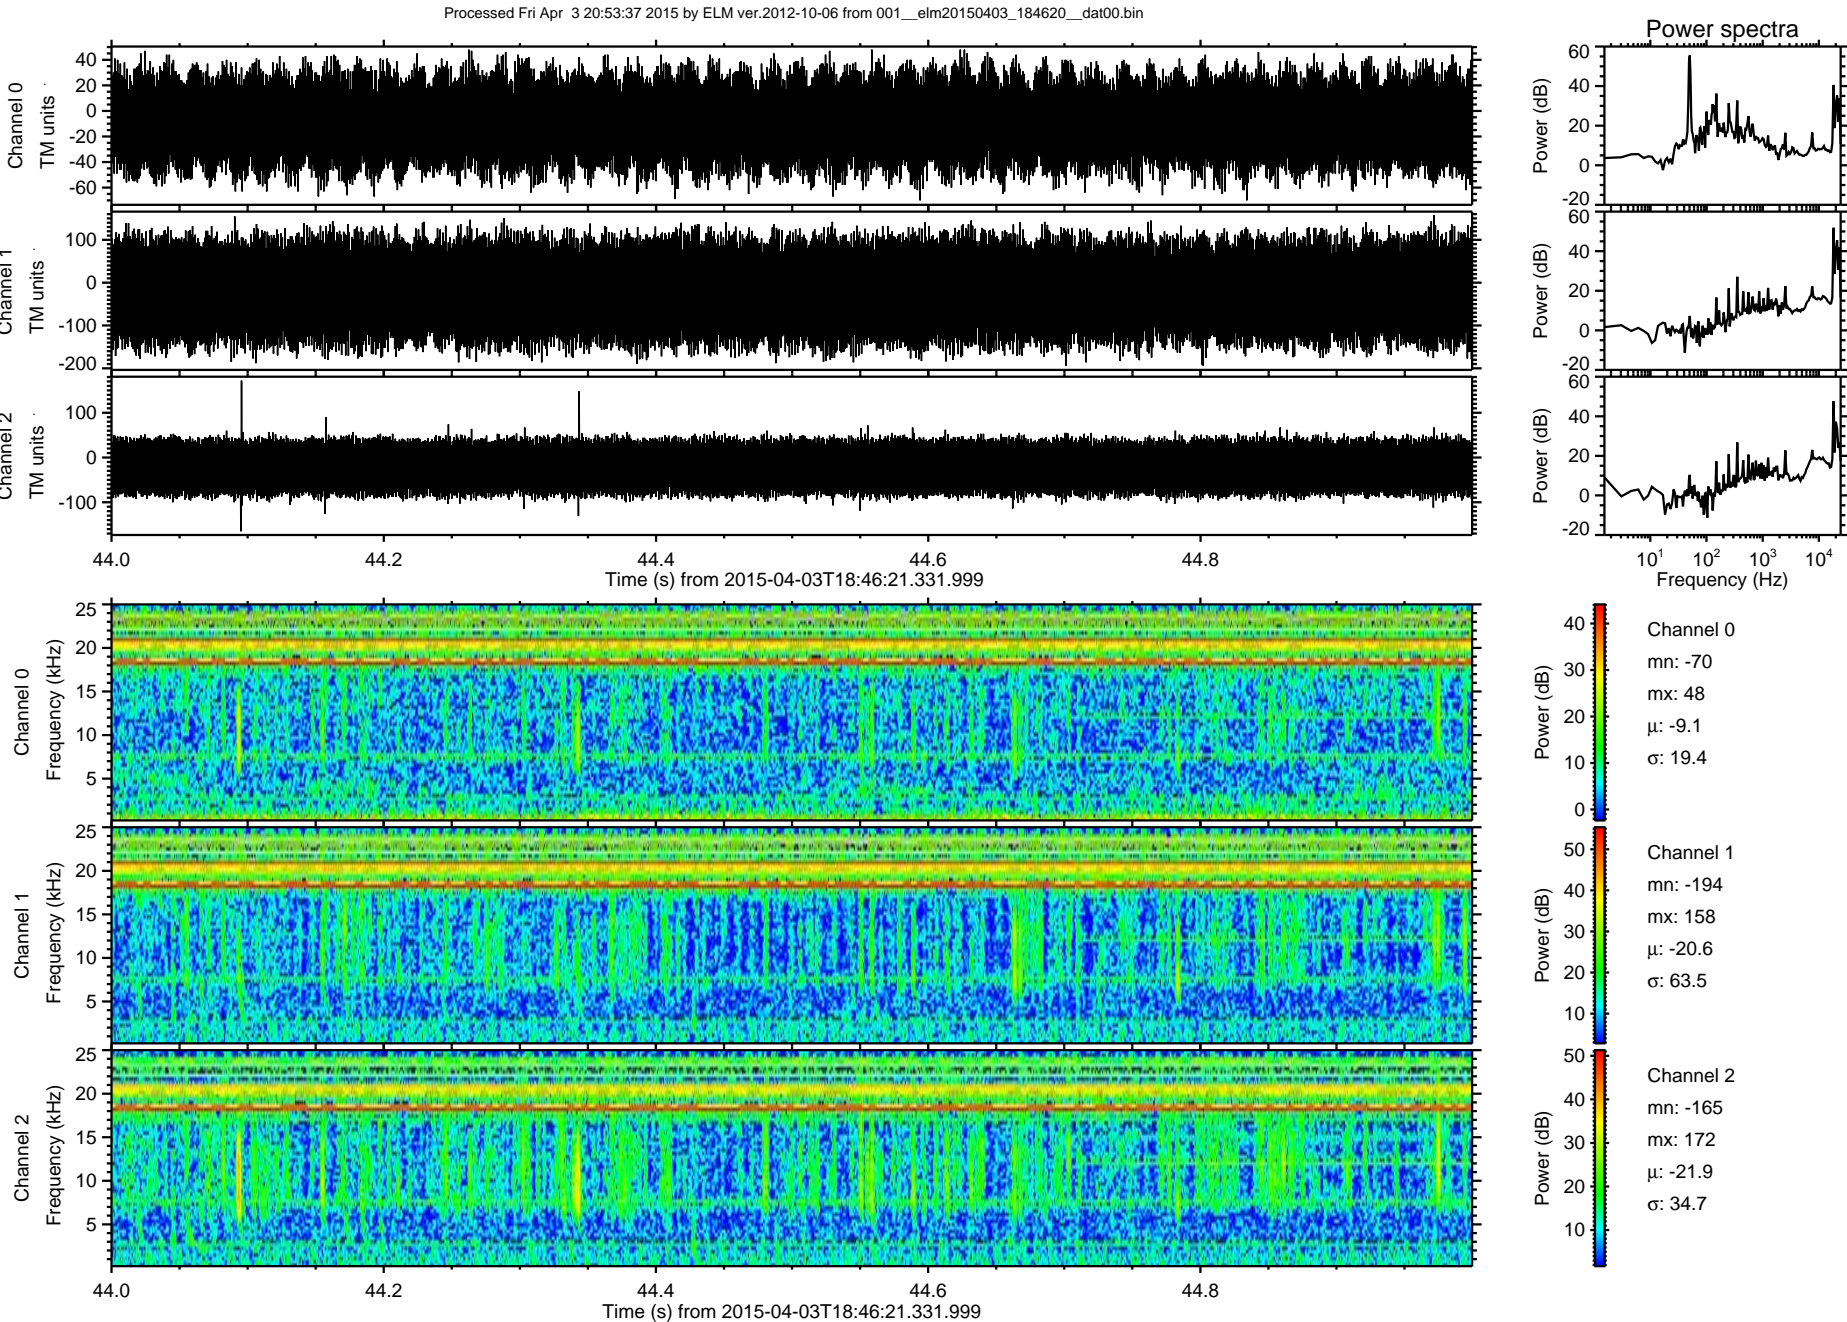 Processed Fri Apr  3 20:53:37 2015 by ELM ver.2012-10-06 from 001__elm20150403_184620__dat00.bin
Power spectra
Channel 0
TM units
40
20
0
-20
-40
-60
Power (dB)
60
40
20
0
-20
Channel 1
TM units
100
0
-100
-200
Power (dB)
60
40
20
0
-20
Channel 2
TM units
100
0
-100
Power (dB)
60
40
20
0
-20
44.0 44.2 44.4 44.6 44.8
Time (s) from 2015-04-03T18:46:21.331.999
10^1 10^2 10^3 10^4
Frequency (Hz)
Channel 0
Frequency (kHz)
25
20
15
10
5
Power (dB)
40
30
20
10
0
Channel 0
mn: -70
mx: 48
μ: -9.1
σ: 19.4
Channel 1
Frequency (kHz)
25
20
15
10
5
Power (dB)
50
40
30
20
10
Channel 1
mn: -194
mx: 158
μ: -20.6
σ: 63.5
Channel 2
Frequency (kHz)
25
20
15
10
5
Power (dB)
50
40
30
20
10
Channel 2
mn: -165
mx: 172
μ: -21.9
σ: 34.7
44.0 44.2 44.4 44.6 44.8
Time (s) from 2015-04-03T18:46:21.331.999